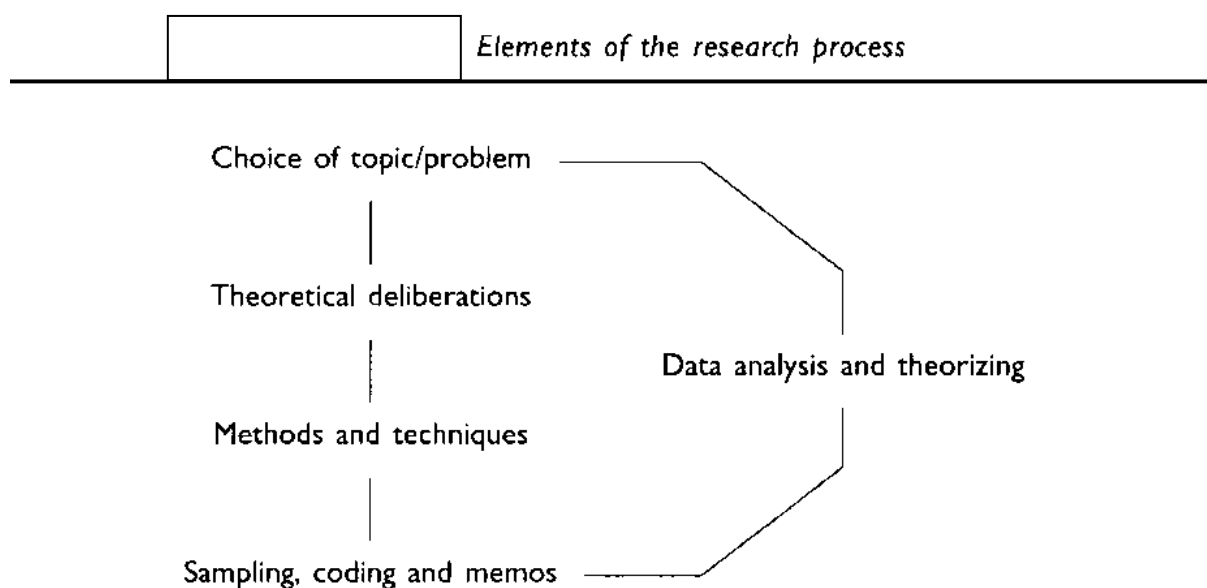 Elements of the research process
Choice of topic/problem
Theoretical deliberations
Data analysis and theorizing
Methods and techniques
Sampling, coding and memos